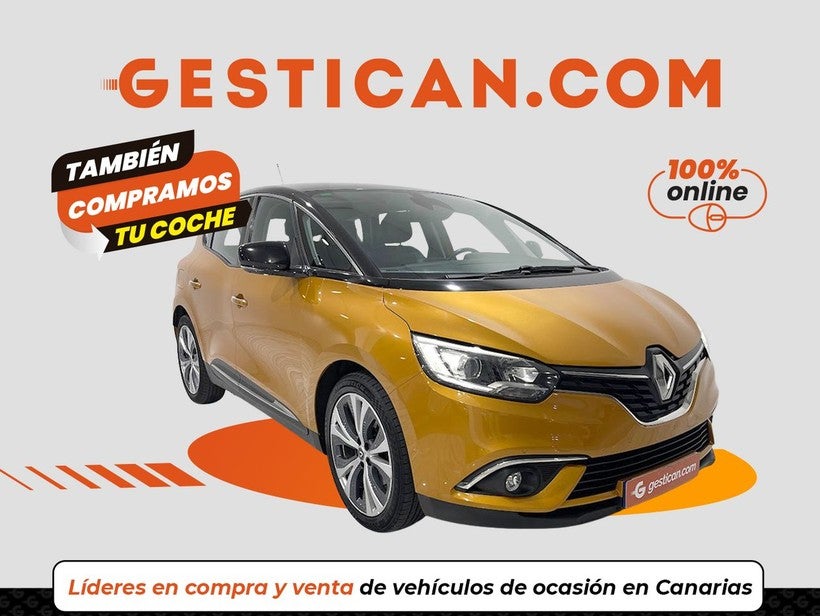 GESTICAN.COM
TAMBIÉN
COMPRAMOS
TU COCHE
100%
online
gestican.com
Líderes en compra y venta de vehículos de ocasión en Canarias